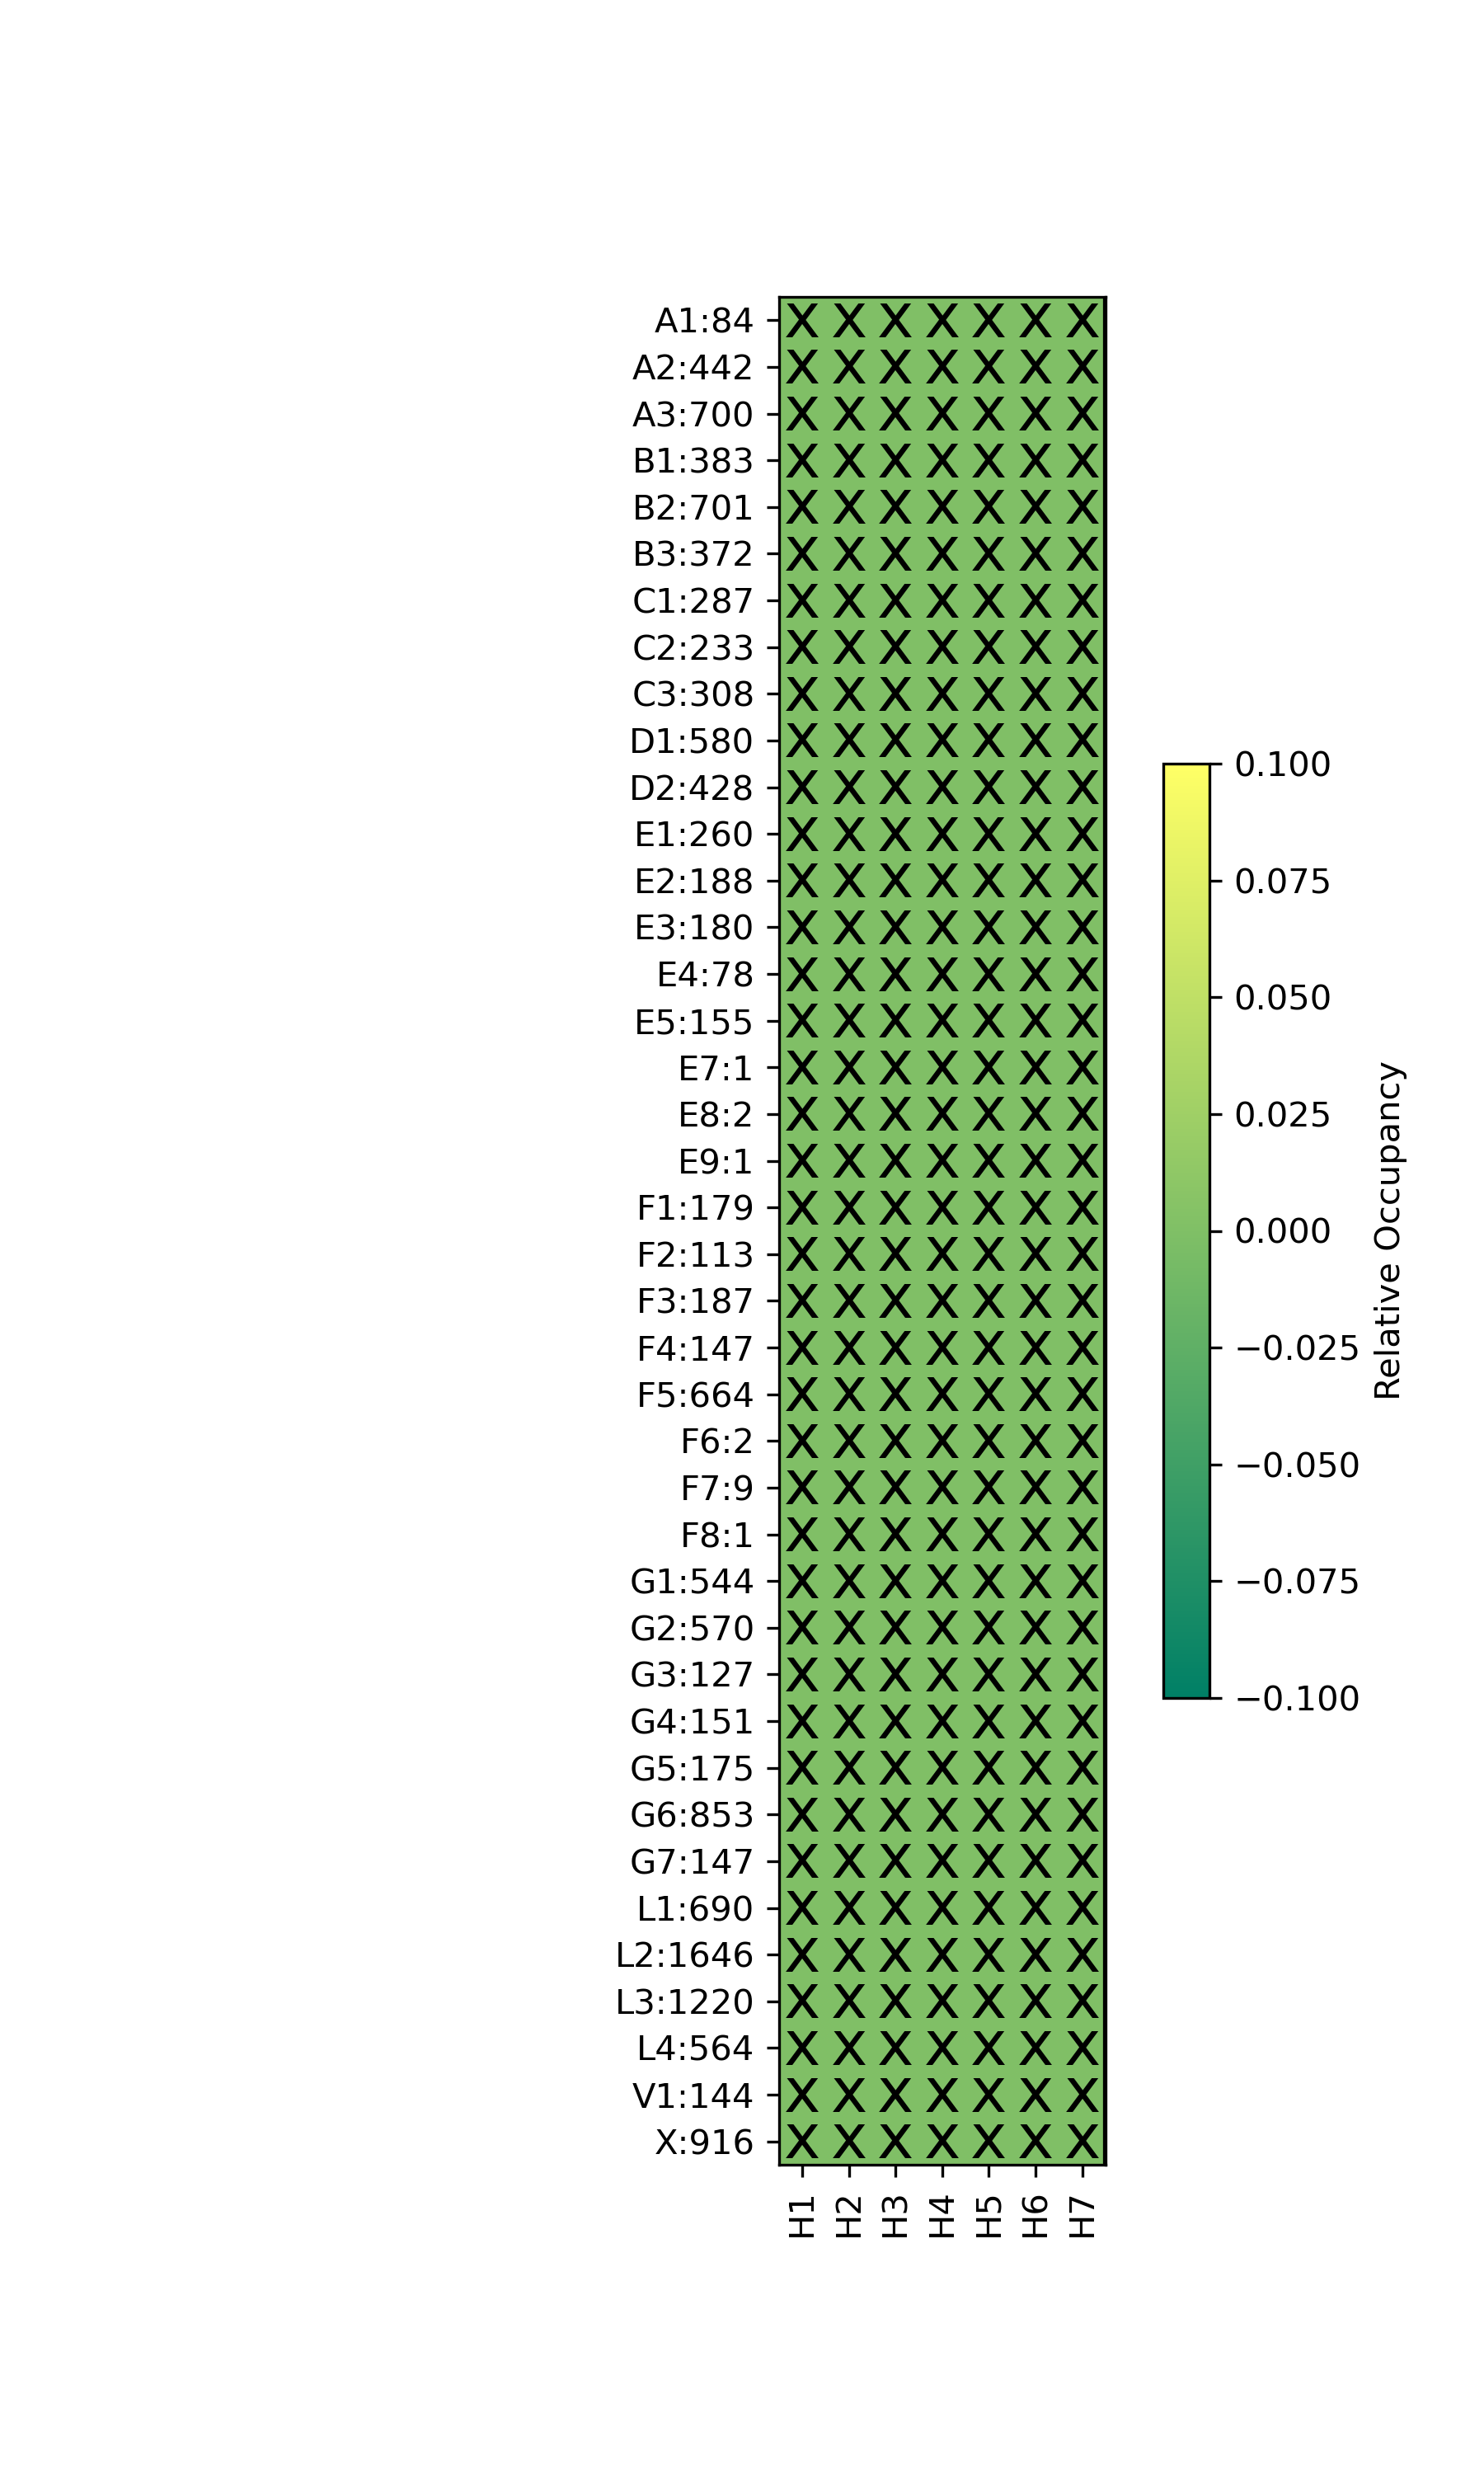 A1:84 X X X X X X X
A2:442 X X X X X X X
A3:700 X X X X X X X
B1:383 X X X X X X X
B2:701 X X X X X X X
B3:372 X X X X X X X
C1:287 X X X X X X X
C2:233 X X X X X X X
C3:308 X X X X X X X
D1:580 X X X X X X X
D2:428 X X X X X X X
E1:260 X X X X X X X
E2:188 X X X X X X X
E3:180 X X X X X X X
E4:78 X X X X X X X
E5:155 X X X X X X X
E7:1 X X X X X X X
E8:2 X X X X X X X
E9:1 X X X X X X X
F1:179 X X X X X X X
F2:113 X X X X X X X
F3:187 X X X X X X X
F4:147 X X X X X X X
F5:664 X X X X X X X
F6:2 X X X X X X X
F7:9 X X X X X X X
F8:1 X X X X X X X
G1:544 X X X X X X X
G2:570 X X X X X X X
G3:127 X X X X X X X
G4:151 X X X X X X X
G5:175 X X X X X X X
G6:853 X X X X X X X
G7:147 X X X X X X X
L1:690 X X X X X X X
L2:1646 X X X X X X X
L3:1220 X X X X X X X
L4:564 X X X X X X X
V1:144 X X X X X X X
X:916 X X X X X X X
H1 H2 H3 H4 H5 H6 H7
0.100
0.075
0.050
0.025
0.000
−0.025
−0.050
−0.075
−0.100
Relative Occupancy